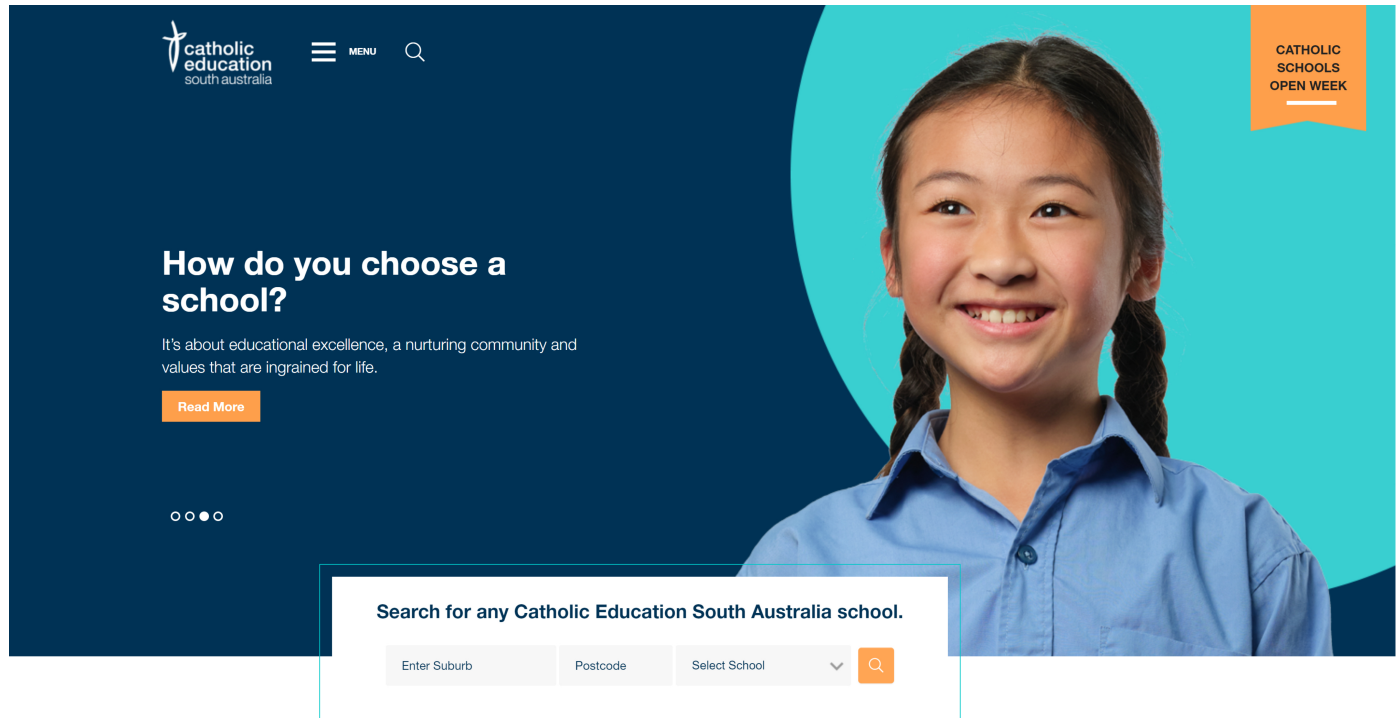 catholic
education
south australia
MENU
CATHOLIC
SCHOOLS
OPEN WEEK
How do you choose a
school?
It's about educational excellence, a nurturing community and
values that are ingrained for life.
Read More
Search for any Catholic Education South Australia school.
Enter Suburb
Postcode
Select School